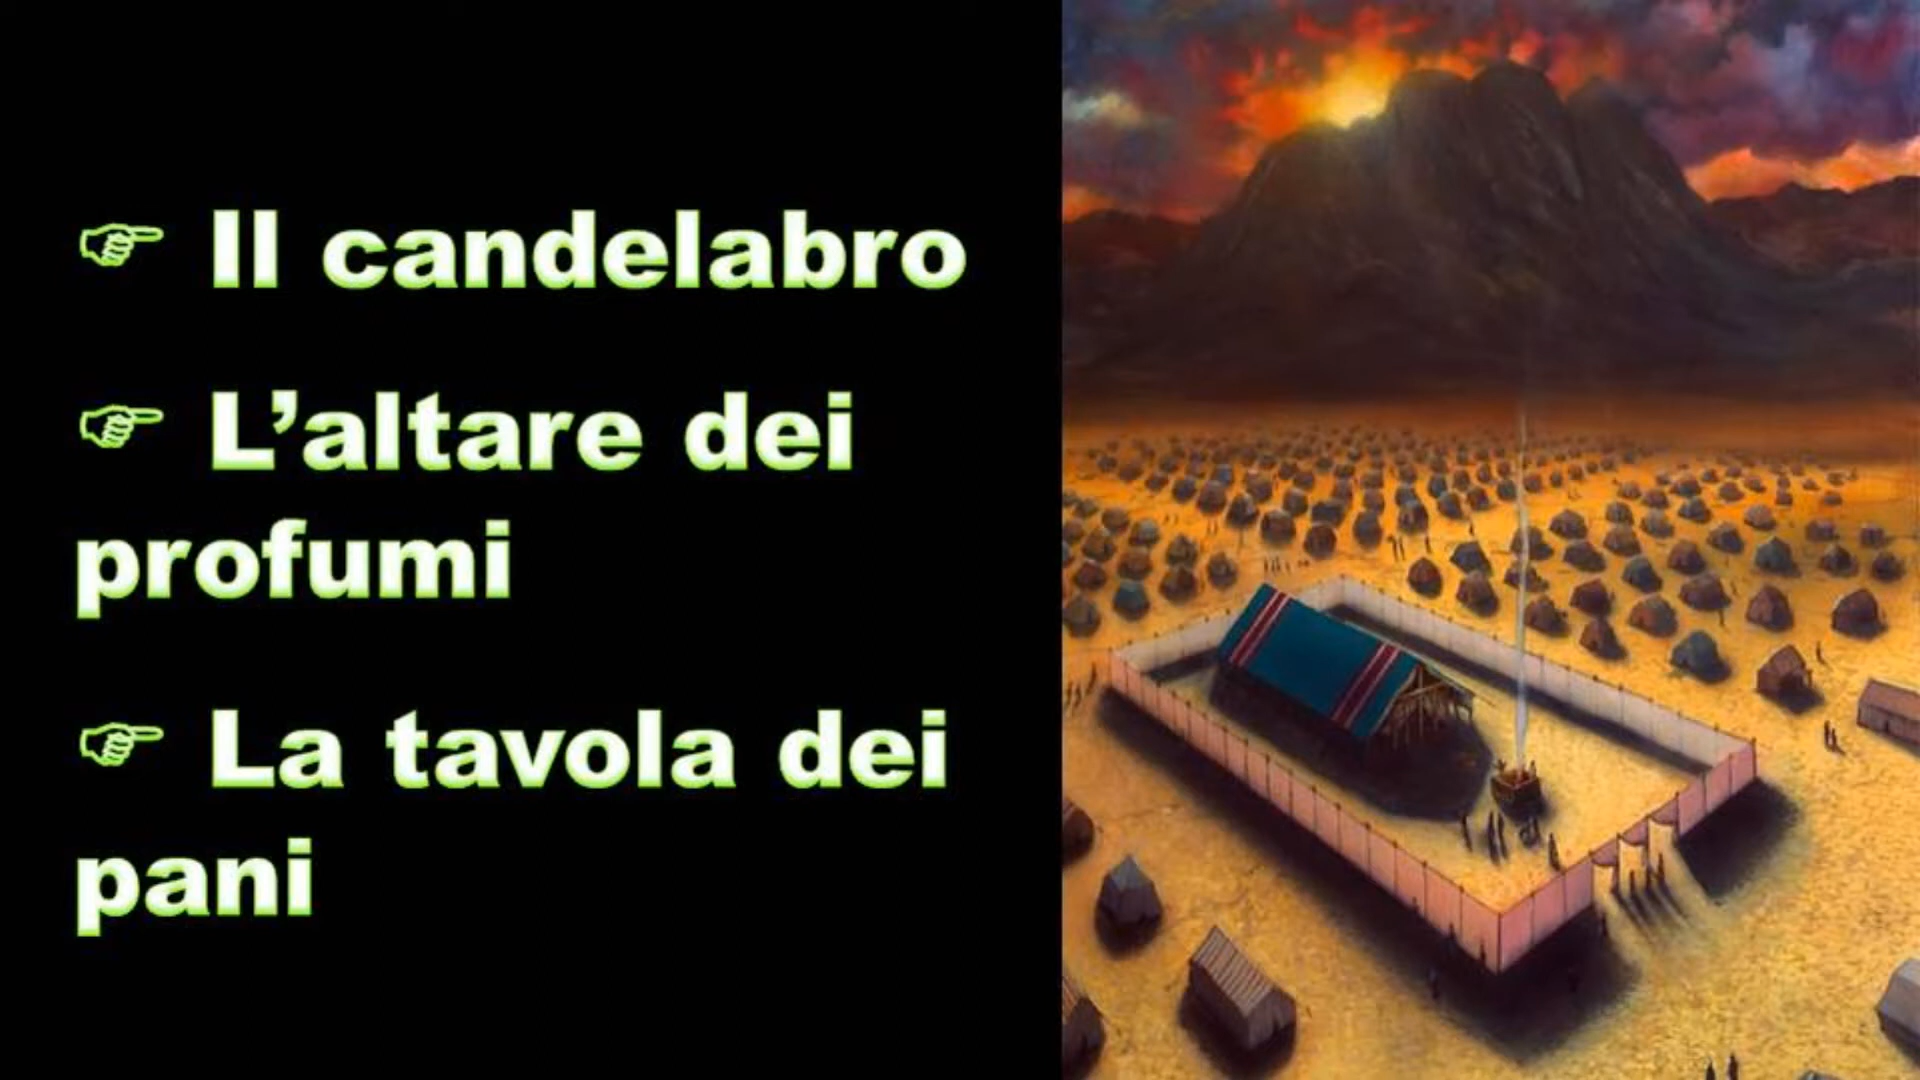 ☞ Il candelabro
☞ L’altare dei
profumi
☞ La tavola dei
pani